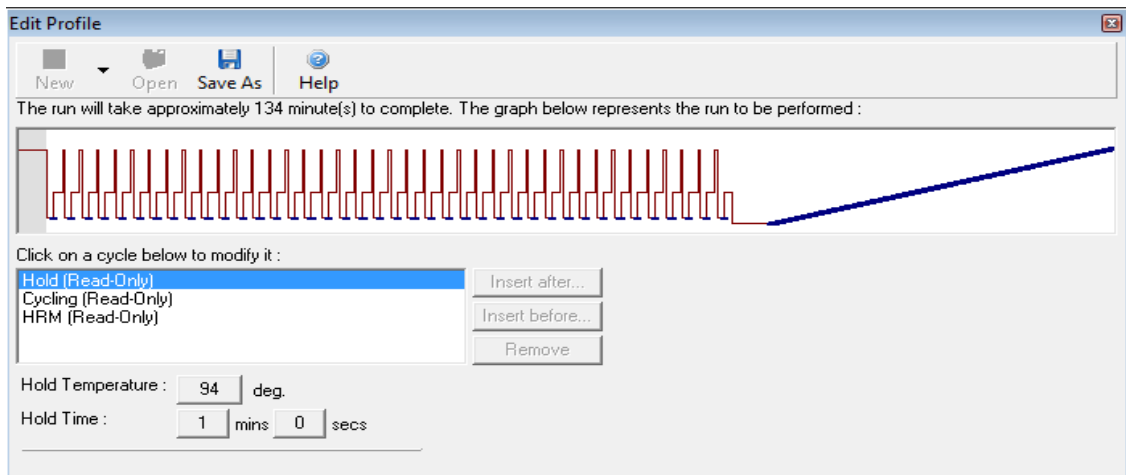 Edit Profile
New Open Save As Help
The run will take approximately 134 minute(s) to complete. The graph below represents the run to be performed :
Click on a cycle below to modify it :
Hold (Read-Only)
Cycling (Read-Only)
HRM (Read-Only)
Insert after...
Insert before...
Remove
Hold Temperature : 94 deg.
Hold Time : 1 mins 0 secs